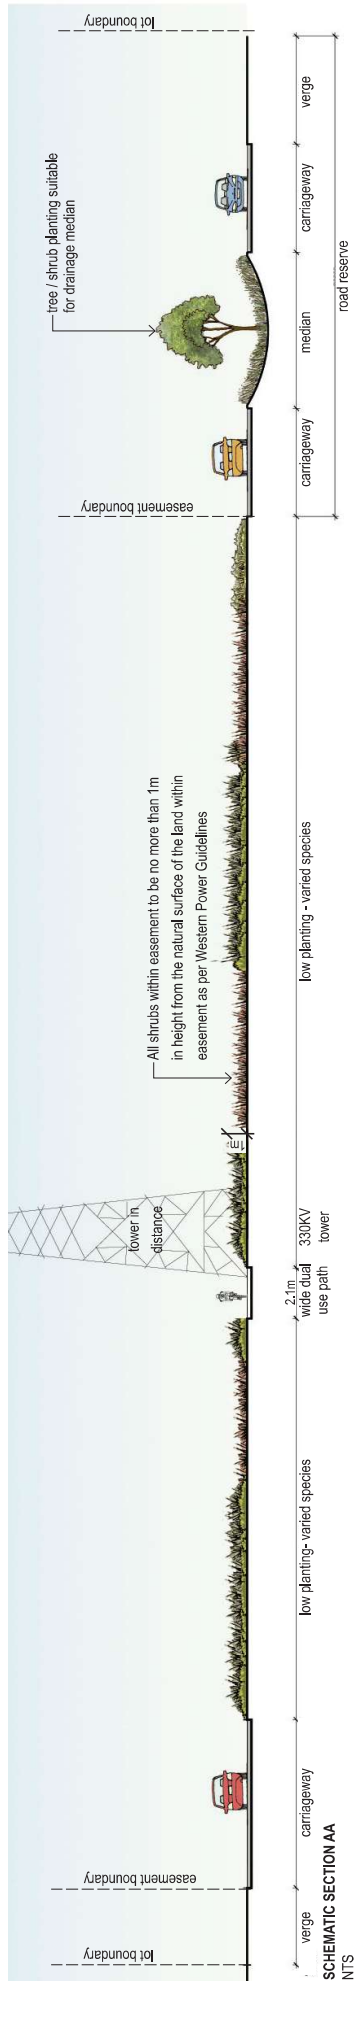 lot boundary
easement boundary
tower in
distance
1m
All shrubs within easement to be no more than 1m
in height from the natural surface of the land within
easement as per Western Power Guidelines
easement boundary
tree / shrub planting suitable
for drainage median
lot boundary
verge
carriageway
low planting- varied species
2.1m
wide dual
use path
330KV
tower
low planting - varied species
carriageway
median
carriageway
verge
road reserve
SCHEMATIC SECTION AA
NTS